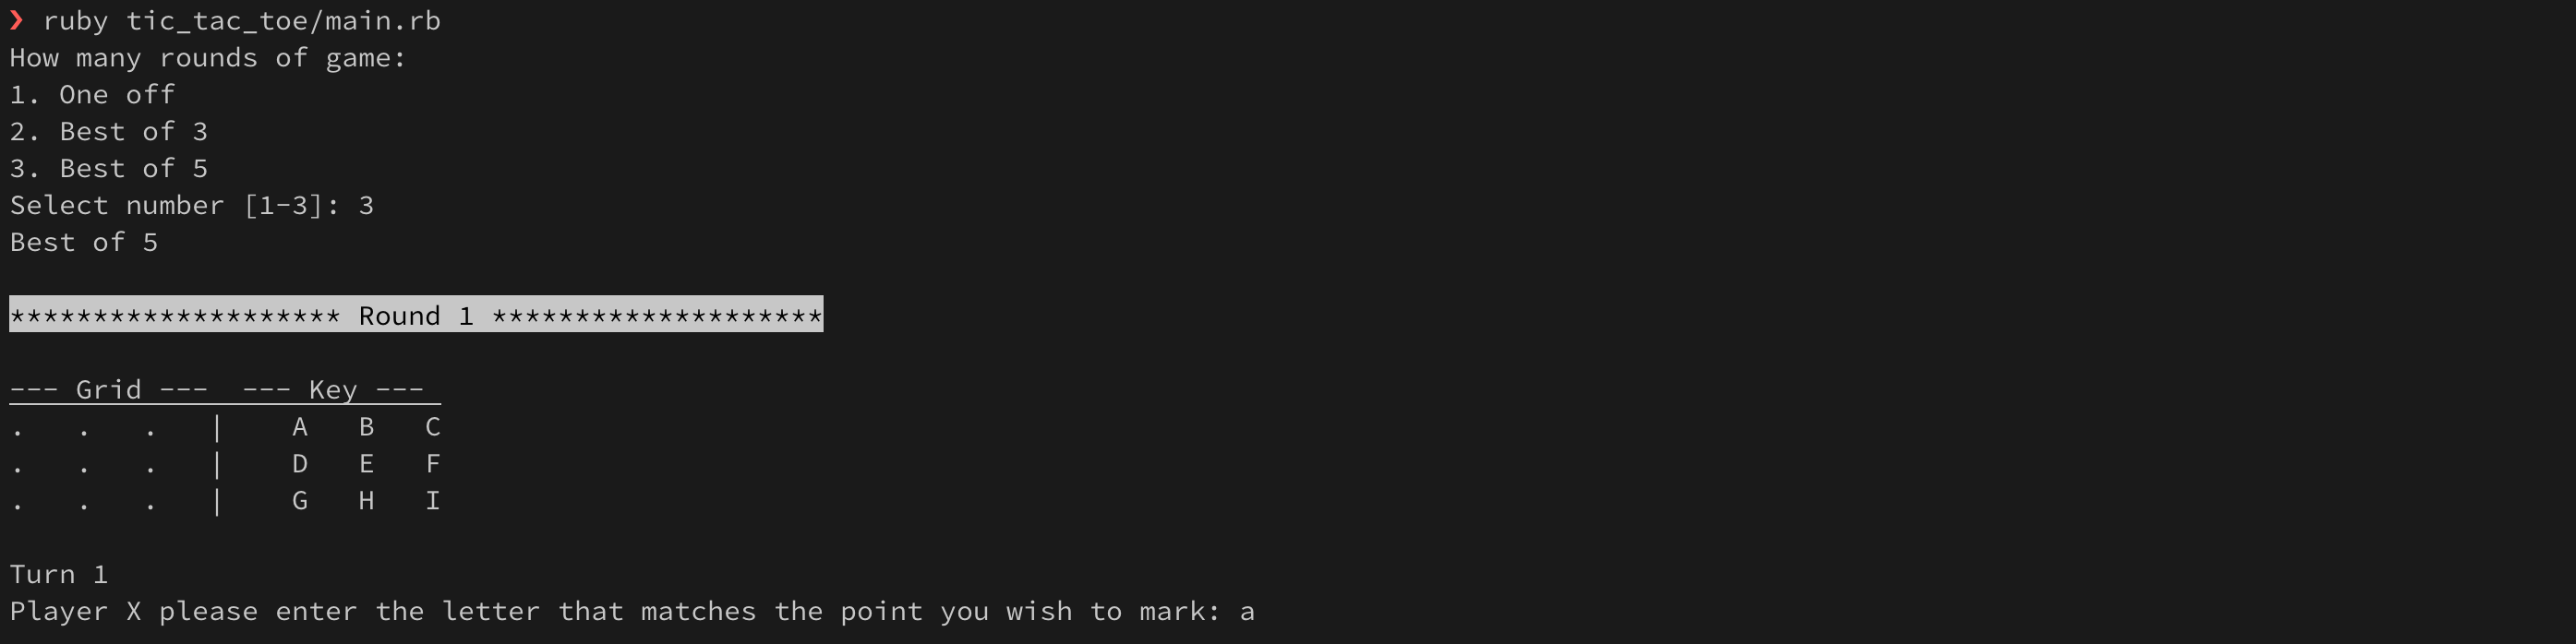 ❯ ruby tic_tac_toe/main.rb
How many rounds of game:
1. One off
2. Best of 3
3. Best of 5
Select number [1-3]: 3
Best of 5
******************** Round 1 ********************
--- Grid ---  --- Key ---
.   .   .   |    A   B   C
.   .   .   |    D   E   F
.   .   .   |    G   H   I
Turn 1
Player X please enter the letter that matches the point you wish to mark: a